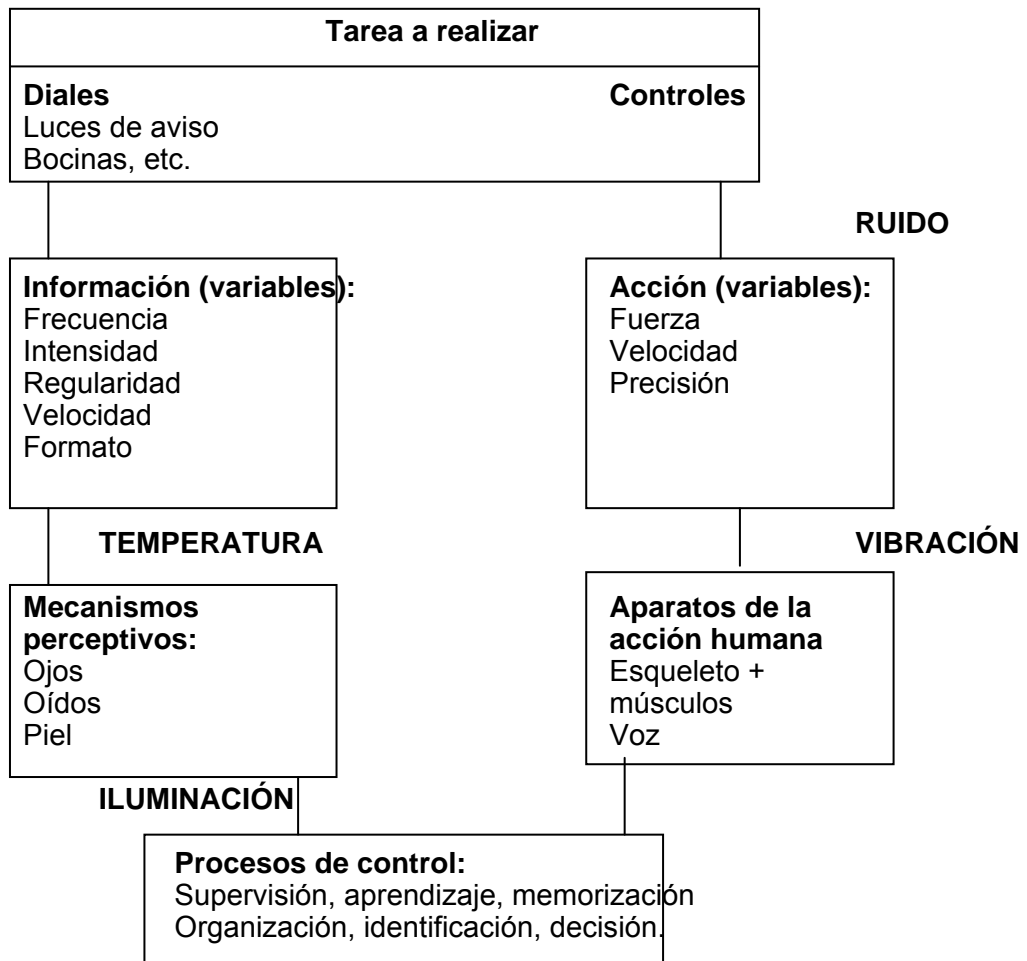 Tarea a realizar
Diales
Controles
Luces de aviso
Bocinas, etc.
RUIDO
Información (variables):
Frecuencia
Intensidad
Regularidad
Velocidad
Formato
Acción (variables):
Fuerza
Velocidad
Precisión
TEMPERATURA
VIBRACIÓN
Mecanismos
perceptivos:
Ojos
Oídos
Piel
Aparatos de la
acción humana
Esqueleto +
músculos
Voz
ILUMINACIÓN
Procesos de control:
Supervisión, aprendizaje, memorización
Organización, identificación, decisión.